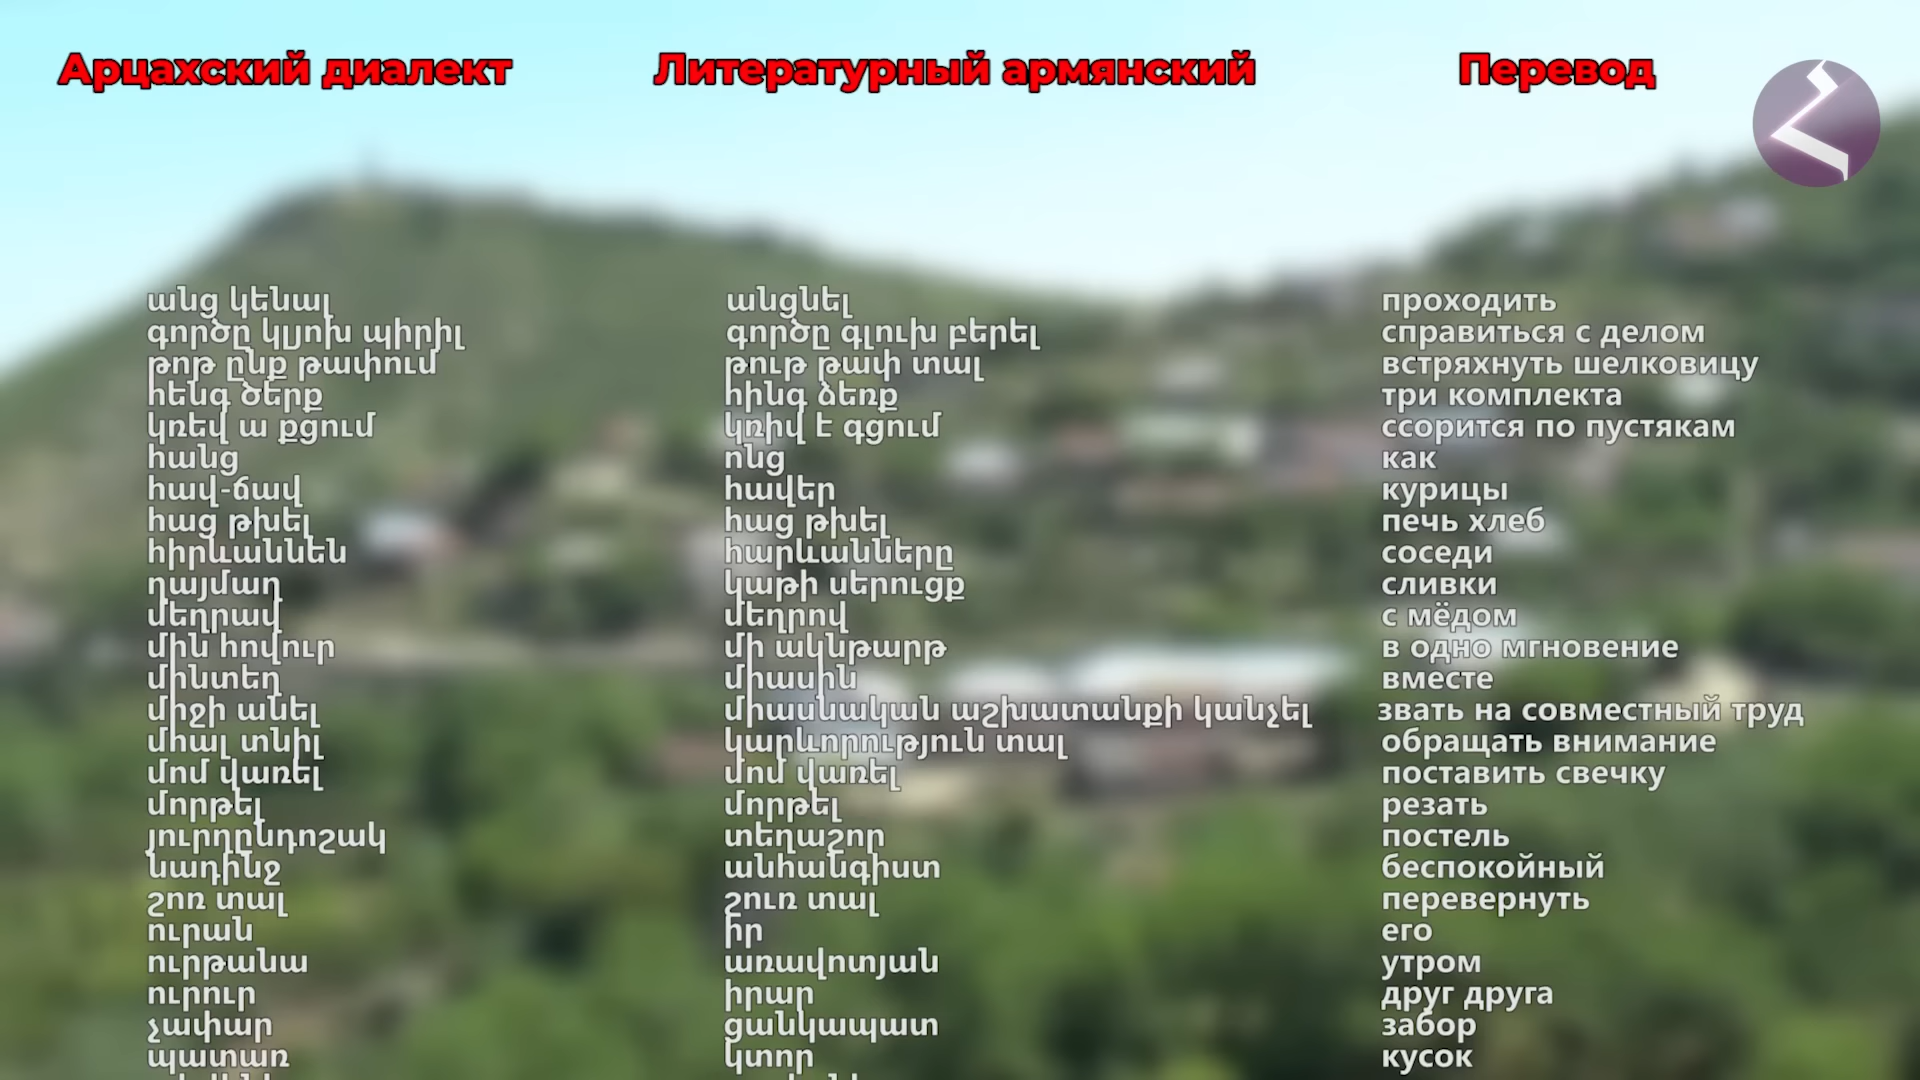 Арцахский диалект Литературный армянский Перевод
անց կենալ անցնել проходить
գործը կլյոխ պիրիլ գործը գլուխ բերել справиться с делом
թոթ ընք թափում թութ թափ տալ встряхнуть шелковицу
հենգ ծերք հինգ ձեռք три комплекта
կռեվ ա քցում կռիվ է գցում ссорится по пустякам
հանց ոնց как
հավ-ճավ հավեր курицы
հաց թխել հաց թխել печь хлеб
հիրևաննեն հարևանները соседи
ղայմաղ կաթի սերուցք сливки
մեղրավ մեղրով с мёдом
մին հովուր մի ակնթարթ в одно мгновение
մինտեղ միասին вместе
միջի անել միասնական աշխատանքի կանչել звать на совместный труд
մհալ տնիլ կարևորություն տալ обращать внимание
մոմ վառել մոմ վառել поставить свечку
մորթել մորթել резать
յուրղընդոշակ տեղաշոր постель
նադինջ անհանգիստ беспокойный
շոռ տալ շուռ տալ перевернуть
ուրան իր его
ուրթանա առավոտյան утром
ուրուր իրար друг друга
չափար ցանկապատ забор
պատառ կտոր кусок